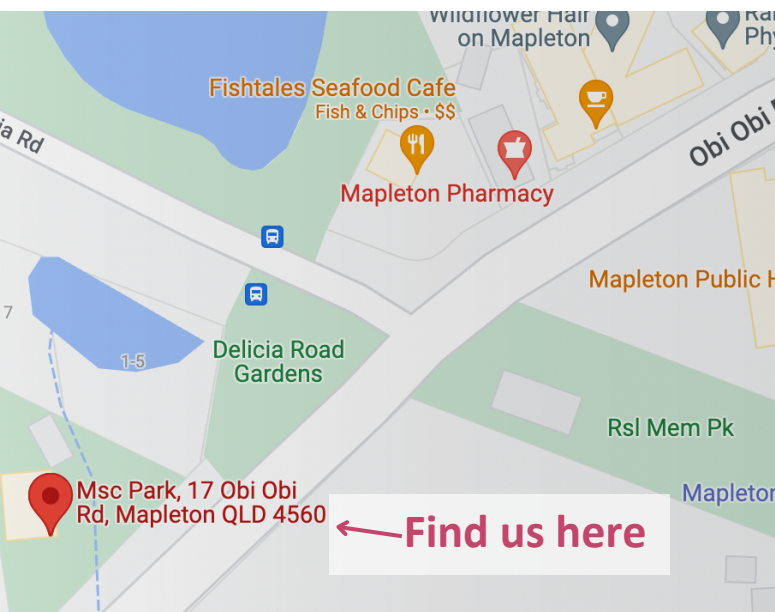 Wildflower Hair
on Mapleton
Fishtales Seafood Cafe
Fish & Chips • $$
Mapleton Pharmacy
Obi Obi
ia Rd
Mapleton Public H
7
1-5
Delicia Road
Gardens
Rsl Mem Pk
Mapleton
Msc Park, 17 Obi Obi
Rd, Mapleton QLD 4560
Find us here